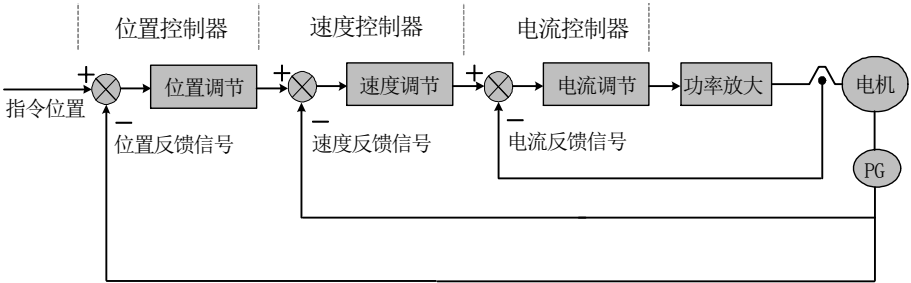 位置控制器
速度控制器
电流控制器
+
位置调节
+
速度调节
+
电流调节
功率放大
电机
指令位置
−
位置反馈信号
−
速度反馈信号
−
电流反馈信号
PG